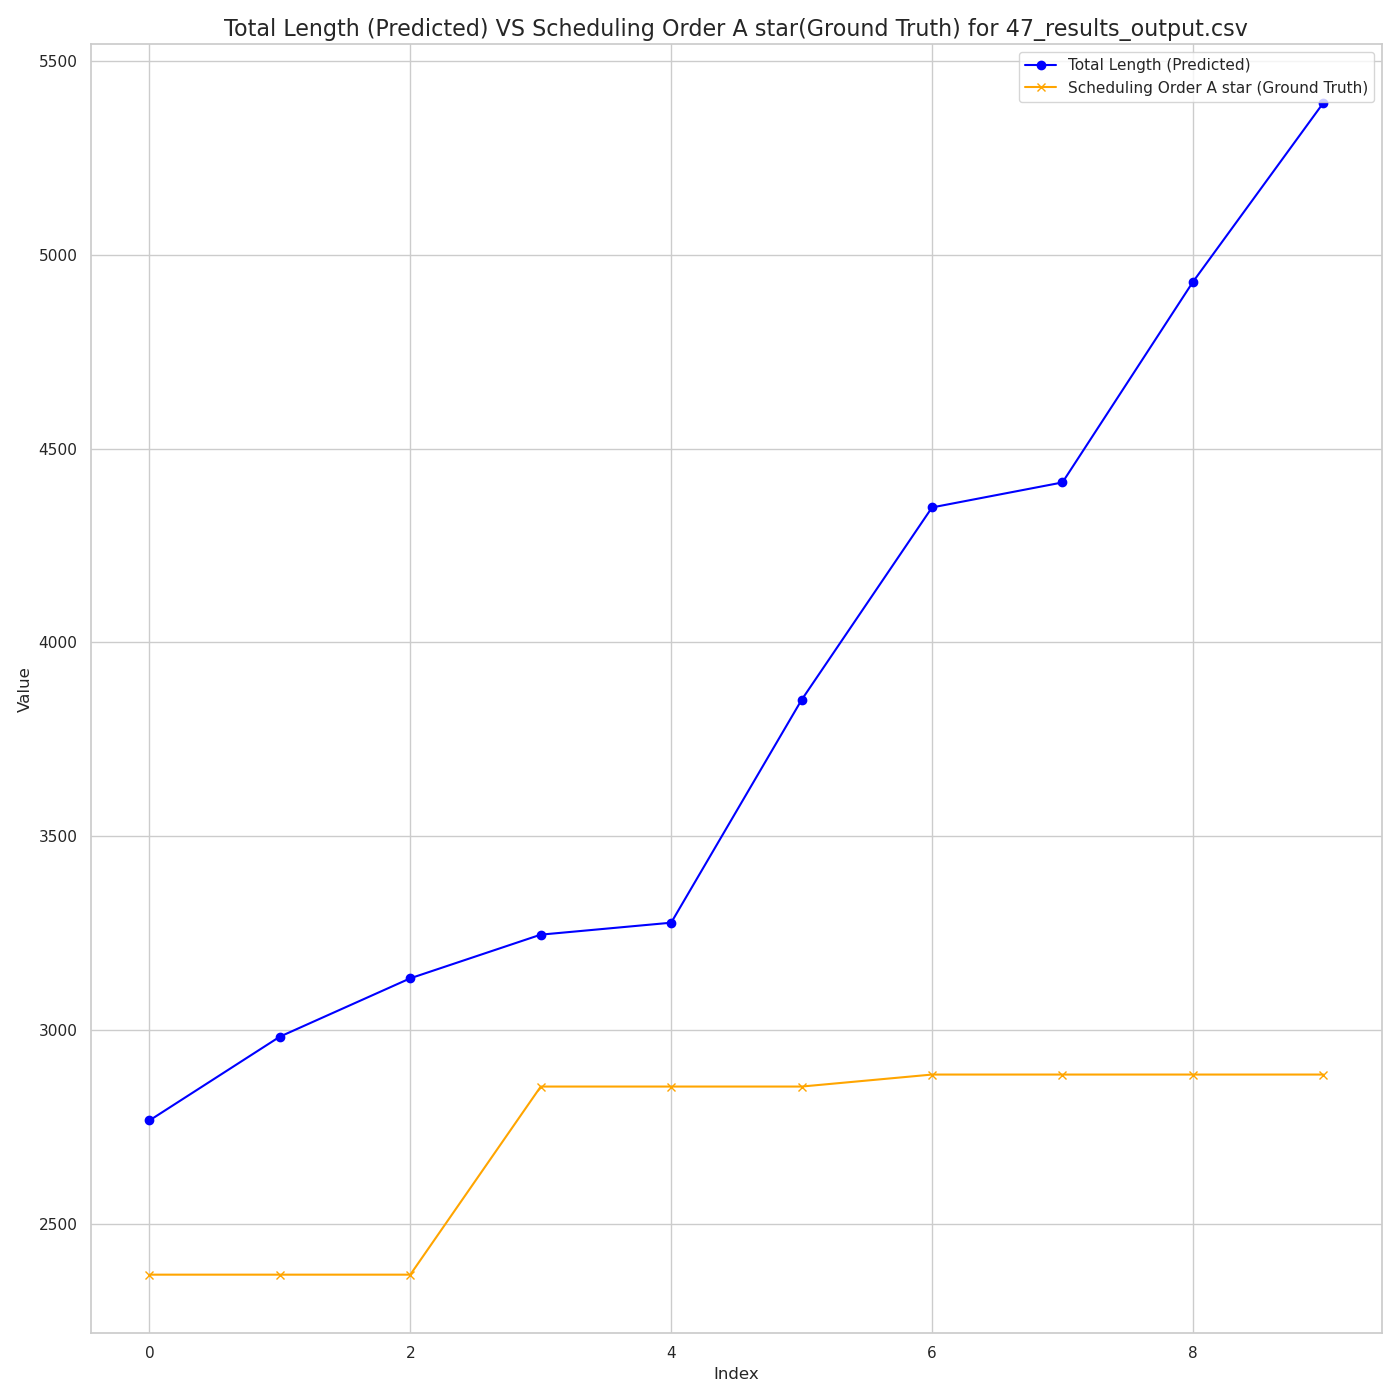 Total Length (Predicted) VS Scheduling Order A star(Ground Truth) for 47_results_output.csv
Total Length (Predicted)
Scheduling Order A star (Ground Truth)
5500
5000
4500
4000
3500
3000
2500
Value
0 2 4 6 8
Index